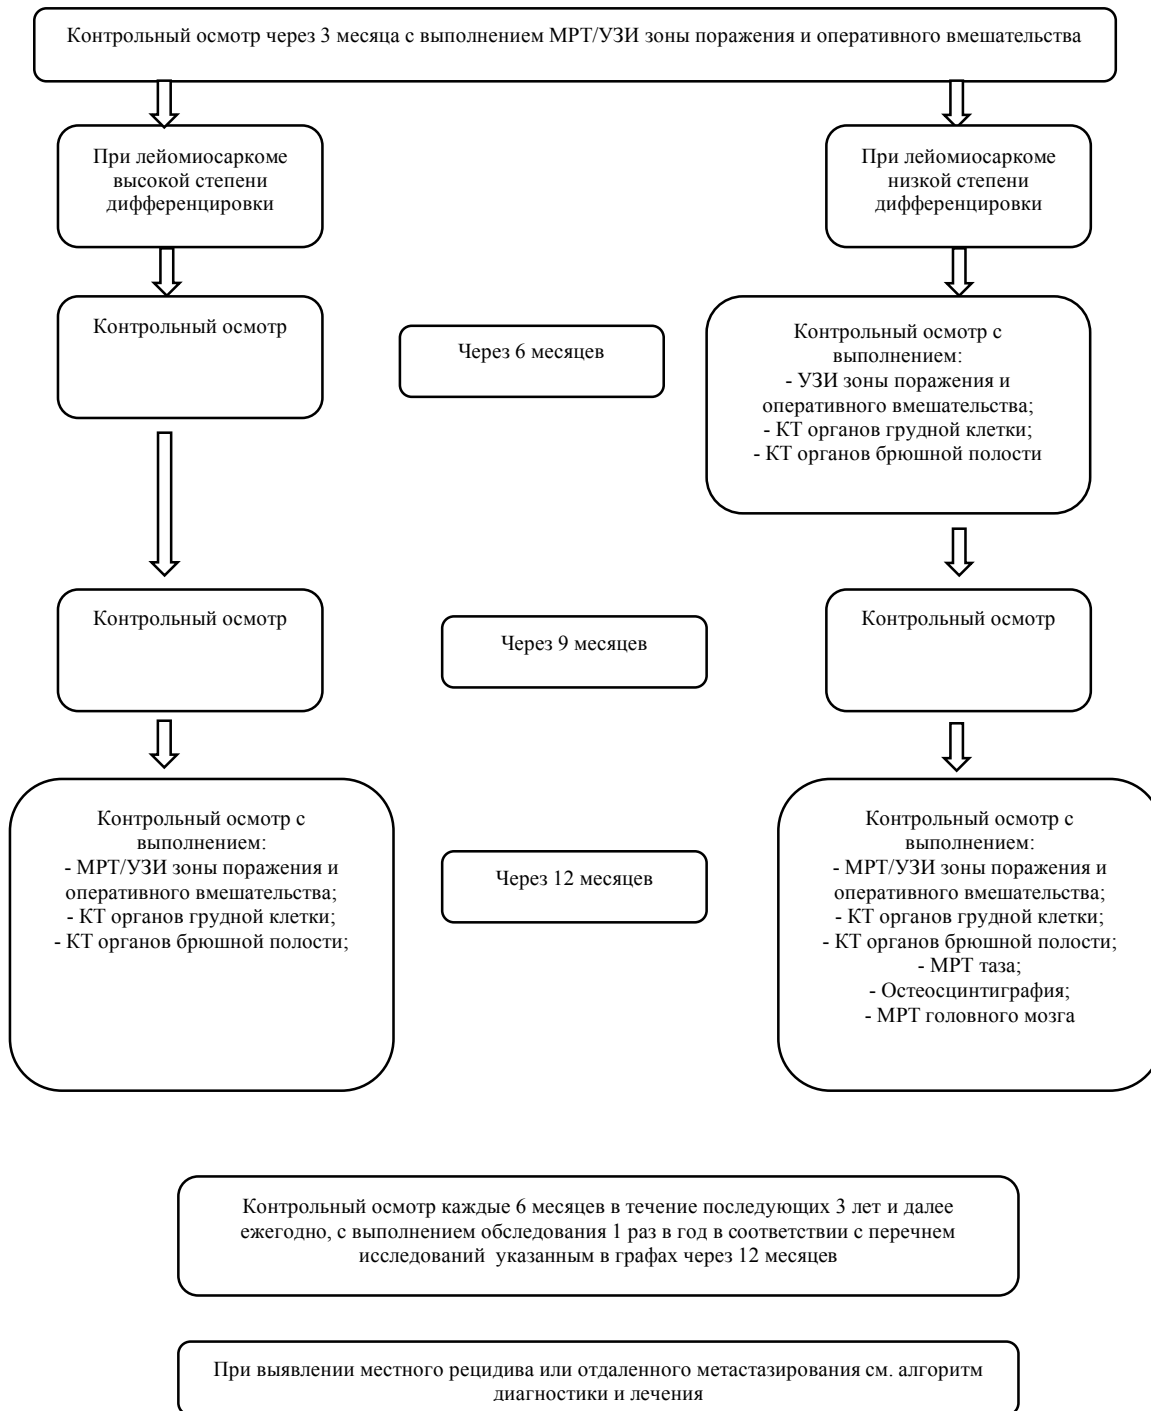 Контрольный осмотр через 3 месяца с выполнением МРТ/УЗИ зоны поражения и оперативного вмешательства
При лейомиосаркоме
высокой степени
дифференцировки
При лейомиосаркоме
низкой степени
дифференцировки
Контрольный осмотр
Через 6 месяцев
Контрольный осмотр с
выполнением:
- УЗИ зоны поражения и
оперативного вмешательства;
- КТ органов грудной клетки;
- КТ органов брюшной полости
Контрольный осмотр
Через 9 месяцев
Контрольный осмотр
Контрольный осмотр с
выполнением:
- МРТ/УЗИ зоны поражения и
оперативного вмешательства;
- КТ органов грудной клетки;
- КТ органов брюшной полости;
Через 12 месяцев
Контрольный осмотр с
выполнением:
- МРТ/УЗИ зоны поражения и
оперативного вмешательства;
- КТ органов грудной клетки;
- КТ органов брюшной полости;
- МРТ таза;
- Остеосцинтиграфия;
- МРТ головного мозга
Контрольный осмотр каждые 6 месяцев в течение последующих 3 лет и далее
ежегодно, с выполнением обследования 1 раз в год в соответствии с перечнем
исследований указанным в графах через 12 месяцев
При выявлении местного рецидива или отдаленного метастазирования см. алгоритм
диагностики и лечения